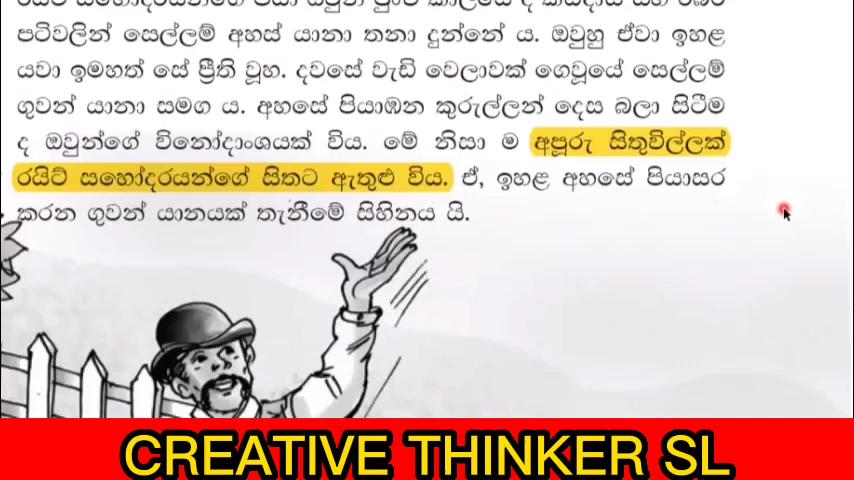 පටිවලින් සෙල්ලම් අහස් යානා තනා දුන්නේ ය. ඔවුහු ඒවා ඉහළ
යවා ඉමහත් සේ ප්‍රීති වූහ. දවසේ වැඩි වෙලාවක් ගෙවූයේ සෙල්ලම්
ගුවන් යානා සමග ය. අහසේ පියාඹන කුරුල්ලන් දෙස බලා සිටීම
ද ඔවුන්ගේ විනෝදාංශයක් විය. මේ නිසා ම අපූරු සිතුවිල්ලක්
රයිට් සහෝදරයන්ගේ සිතට ඇතුළු විය. ඒ, ඉහළ අහසේ පියාසර
කරන ගුවන් යානයක් තැනීමේ සිහිනය යි.
CREATIVE THINKER SL